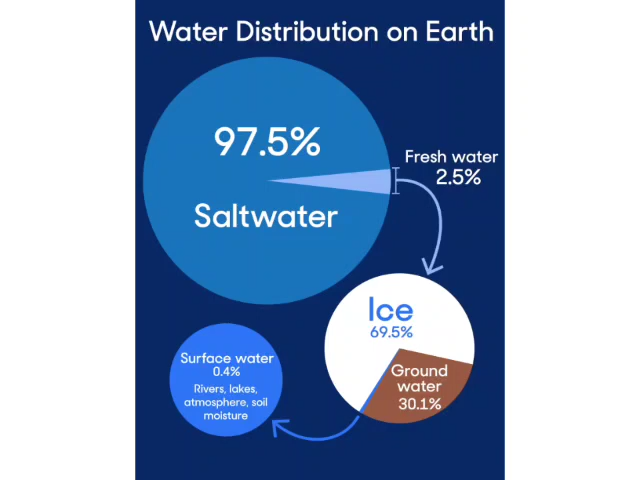 Water Distribution on Earth
97.5%
Saltwater
Fresh water
2.5%
Ice
69.5%
Ground
water
30.1%
Surface water
0.4%
Rivers, lakes,
atmosphere, soil
moisture